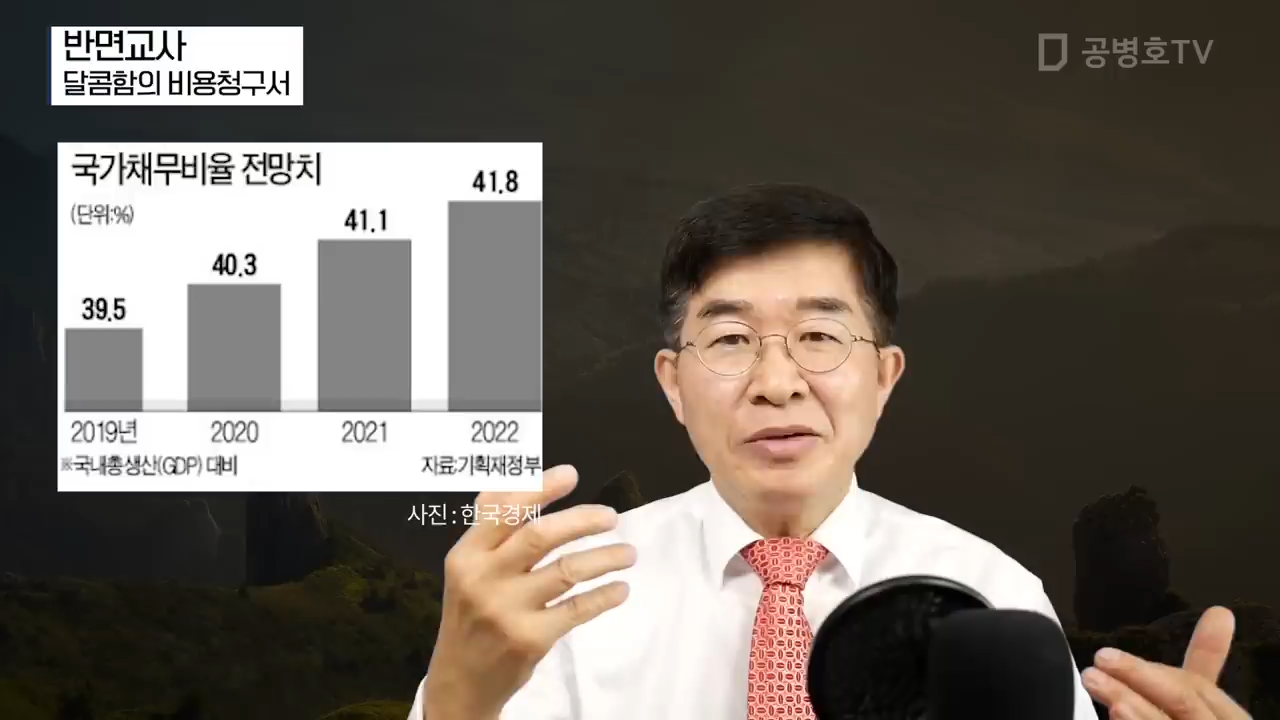 반면교사
달콤함의 비용청구서
공병호TV
국가채무비율 전망치
(단위:%)
39.5
40.3
41.1
41.8
2019년
2020
2021
2022
※국내총생산(GDP) 대비
자료:기획재정부
사진 : 한국경제